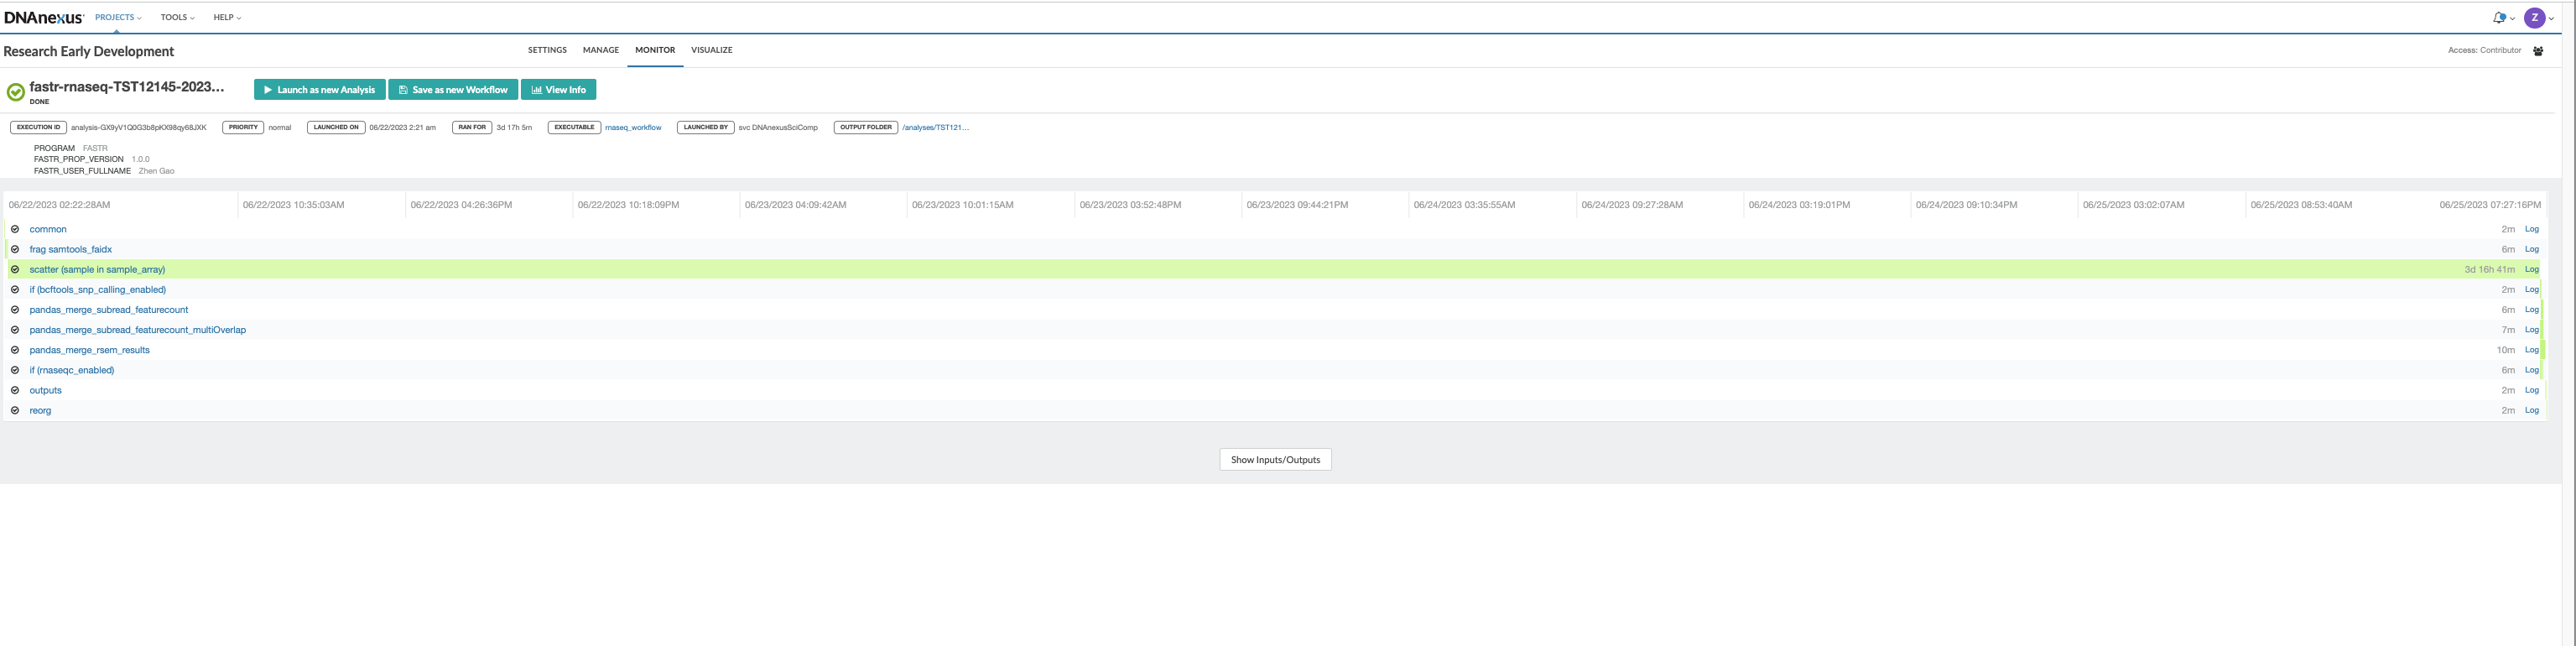 DNAnexus PROJECTS TOOLS HELP Z
Research Early Development SETTINGS MANAGE MONITOR VISUALIZE Access: Contributor
fastr-rnaseq-TST12145-2023... Launch as new Analysis Save as new Workflow View Info
DONE
EXECUTION ID analysis-GX9yV1Q0G3b8pKX98qy68JXK PRIORITY normal LAUNCHED ON 06/22/2023 2:21 am RAN FOR 3d 17h 5m EXECUTABLE rnaseq_workflow LAUNCHED BY svc DNAnexusSciComp OUTPUT FOLDER /analyses/TST121...
PROGRAM FASTR
FASTR_PROP_VERSION 1.0.0
FASTR_USER_FULLNAME Zhen Gao
06/22/2023 02:22:28AM 06/22/2023 10:35:03AM 06/22/2023 04:26:36PM 06/22/2023 10:18:09PM 06/23/2023 04:09:42AM 06/23/2023 10:01:15AM 06/23/2023 03:52:48PM 06/23/2023 09:44:21PM 06/24/2023 03:35:55AM 06/24/2023 09:27:28AM 06/24/2023 03:19:01PM 06/24/2023 09:10:34PM 06/25/2023 03:02:07AM 06/25/2023 08:53:40AM 06/25/2023 07:27:16PM
common 2m Log
frag samtools_faidx 6m Log
scatter (sample in sample_array) 3d 16h 41m Log
if (bcftools_snp_calling_enabled) 2m Log
pandas_merge_subread_featurecount 6m Log
pandas_merge_subread_featurecount_multiOverlap 7m Log
pandas_merge_rsem_results 10m Log
if (rnaseqc_enabled) 6m Log
outputs 2m Log
reorg 2m Log
Show Inputs/Outputs